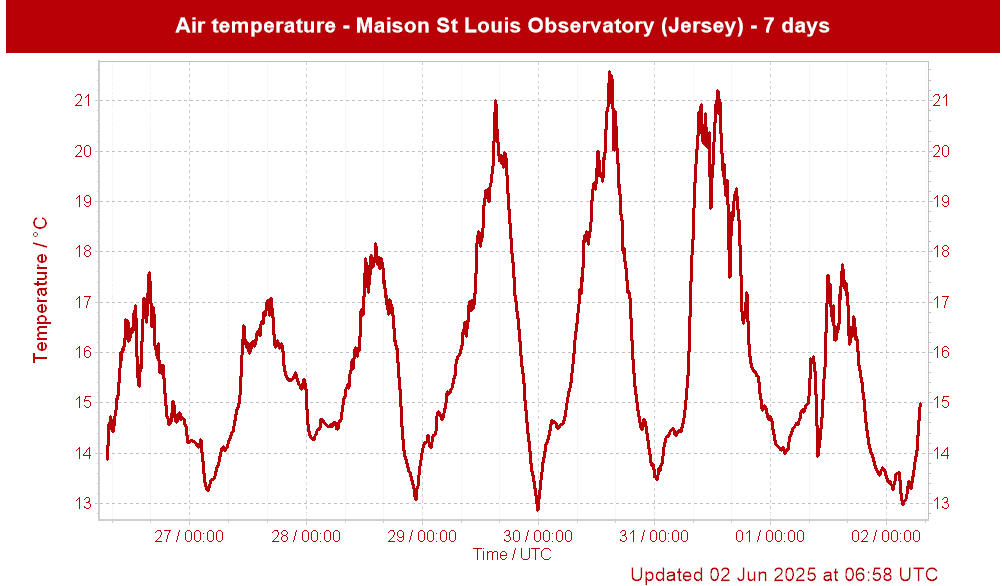 Air temperature - Maison St Louis Observatory (Jersey) - 7 days
Temperature / °C
21 21
20 20
19 19
18 18
17 17
16 16
15 15
14 14
13 13
27 / 00:00 28 / 00:00 29 / 00:00 30 / 00:00 31 / 00:00 01 / 00:00 02 / 00:00
Time / UTC
Updated 02 Jun 2025 at 06:58 UTC